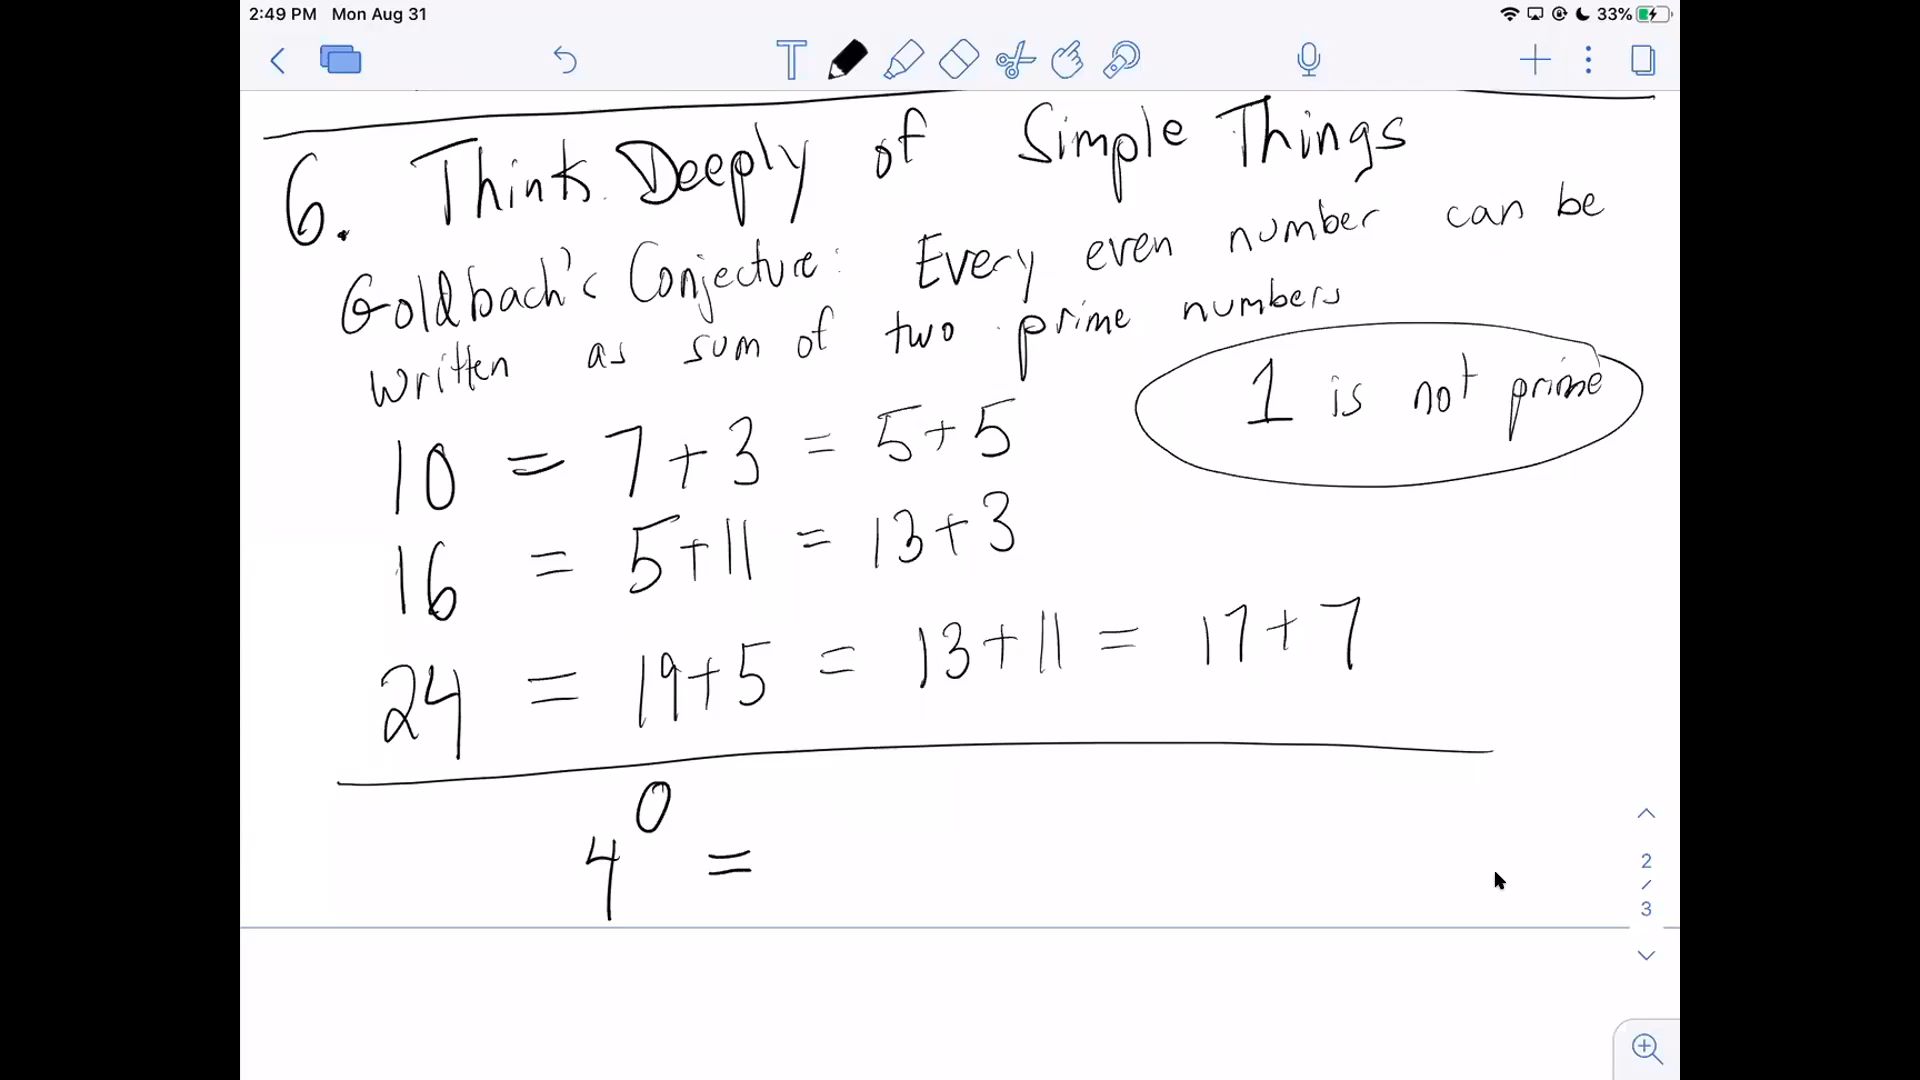 2:49 PM Mon Aug 31 33%
T
6. Think Deeply of Simple Things
Goldbach's Conjecture: Every even number can be
written as sum of two prime numbers
1 is not prime
10 = 7+3 = 5+5
16 = 5+11 = 13+3
24 = 19+5 = 13+11 = 17+7
4⁰ =
2
/
3